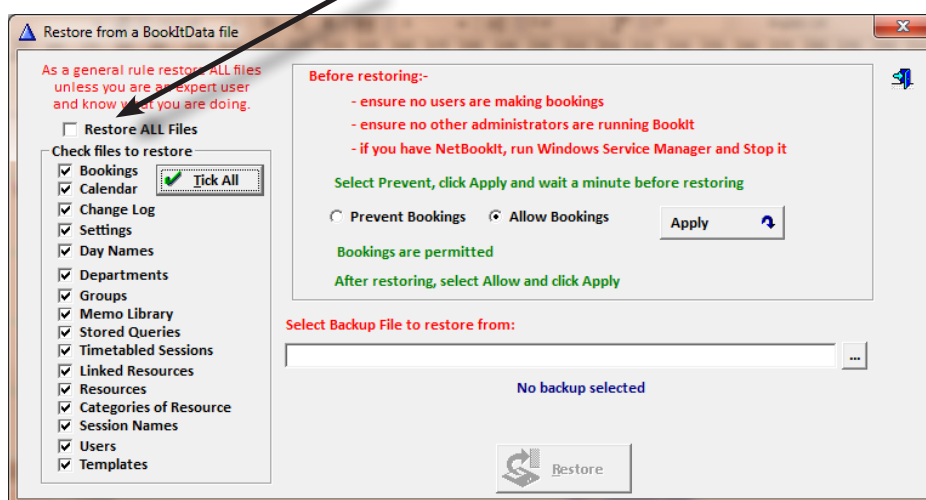 Restore from a BookItData file
As a general rule restore ALL files
unless you are an expert user
and know what you are doing.
Restore ALL Files
Check files to restore
Bookings
Calendar
Tick All
Change Log
Settings
Day Names
Departments
Groups
Memo Library
Stored Queries
Timetabled Sessions
Linked Resources
Resources
Categories of Resource
Session Names
Users
Templates
Before restoring:-
- ensure no users are making bookings
- ensure no other administrators are running BookIt
- if you have NetBookIt, run Windows Service Manager and Stop it
Select Prevent, click Apply and wait a minute before restoring
Prevent Bookings Allow Bookings Apply
Bookings are permitted
After restoring, select Allow and click Apply
Select Backup File to restore from:
...
No backup selected
Restore